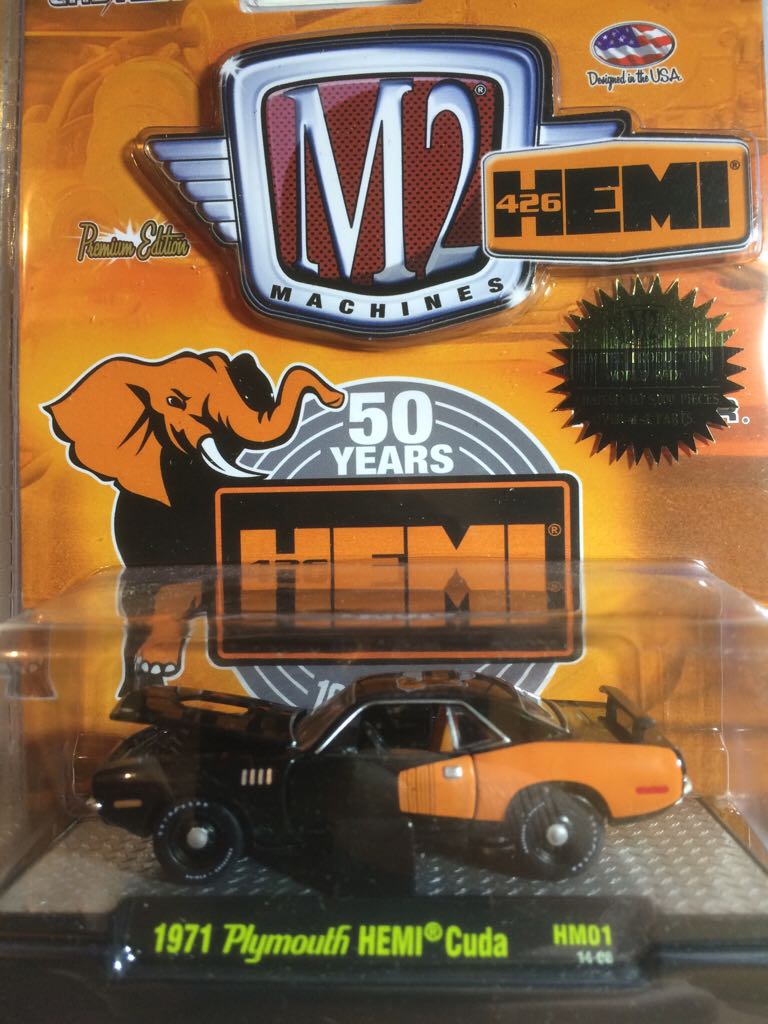 Designed in the U.S.A.
M2®
MACHINES
426 HEMI®
Premium Edition
50
YEARS
HEMI®
1971 Plymouth HEMI® Cuda
HM01
14-06